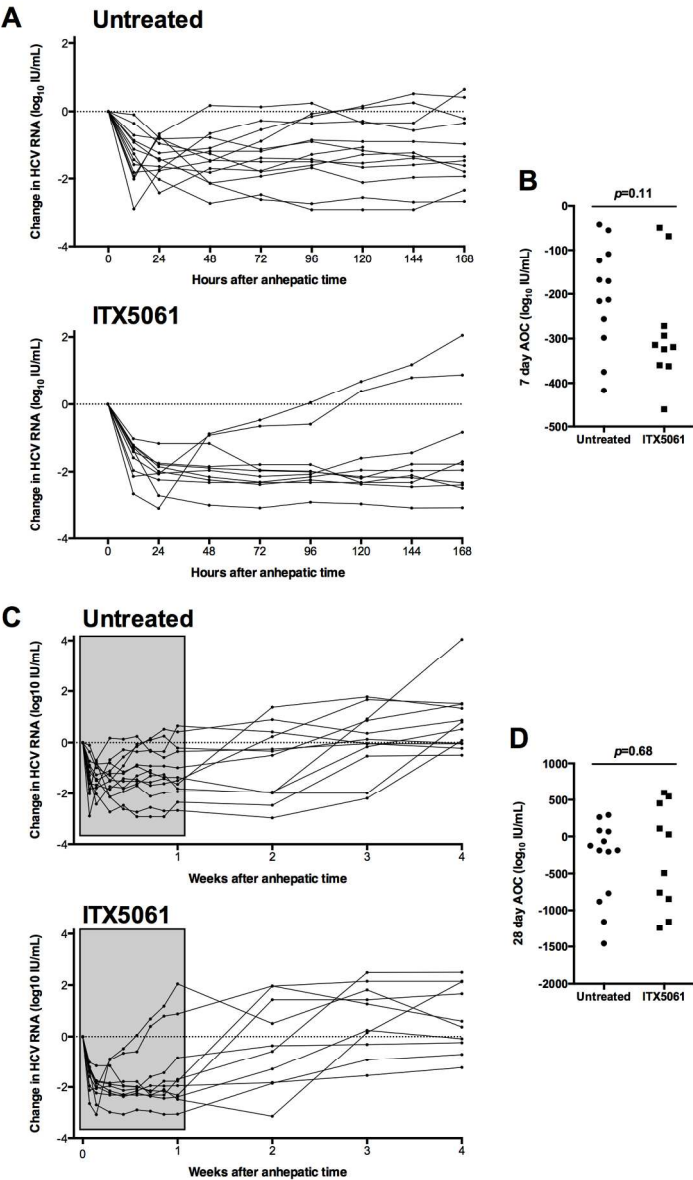 A
Untreated
Change in HCV RNA (log10 IU/mL)
2
0
-2
-4
0 24 48 72 96 120 144 168
Hours after anhepatic time
ITX5061
Change in HCV RNA (log10 IU/mL)
2
0
-2
-4
0 24 48 72 96 120 144 168
Hours after anhepatic time
B
p=0.11
7 day AOC (log10 IU/mL)
0
-100
-200
-300
-400
-500
Untreated ITX5061
C
Untreated
Change in HCV RNA (log10 IU/mL)
4
2
0
-2
-4
1 2 3 4
Weeks after anhepatic time
ITX5061
Change in HCV RNA (log10 IU/mL)
4
2
0
-2
-4
0 1 2 3 4
Weeks after anhepatic time
D
p=0.68
28 day AOC (log10 IU/mL)
1000
500
0
-500
-1000
-1500
-2000
Untreated ITX5061